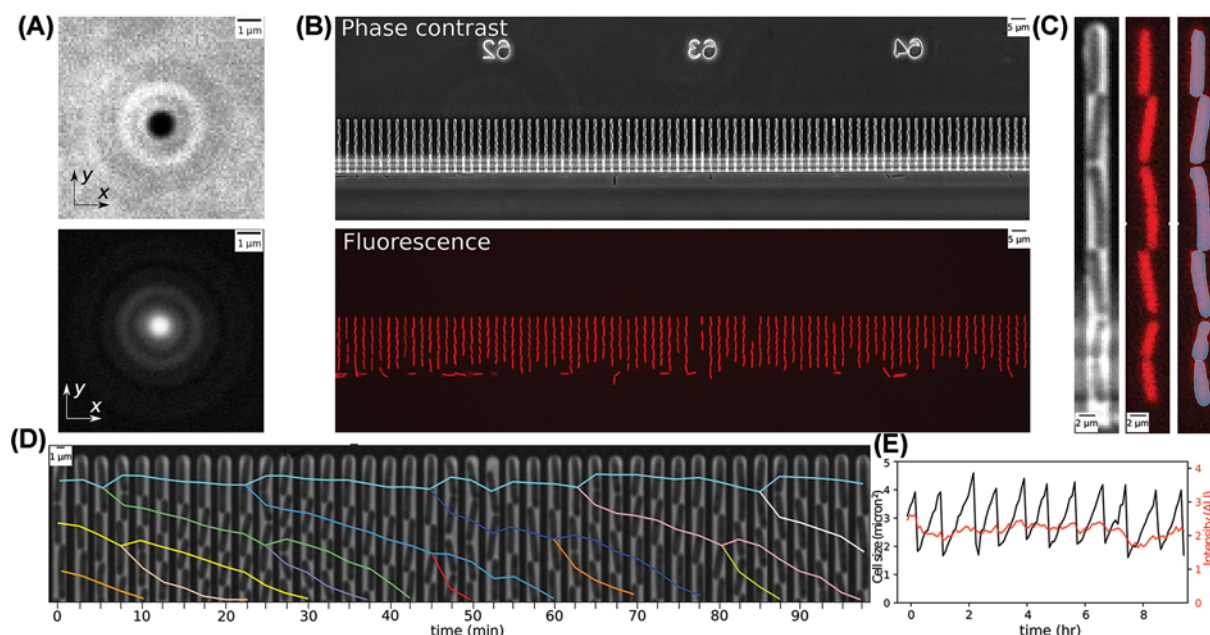 (A)
1 µm
y
x
1 µm
y
x
(B)
Phase contrast
5 µm
62
63
64
Fluorescence
5 µm
(C)
2 µm
2 µm
(D)
1 µm
0
10
20
30
40
50
60
70
80
90
time (min)
(E)
Cell size (micron²)
5
4
3
2
1
0
2
4
6
8
time (hr)
4
3
2
1
0
Intensity (AU)